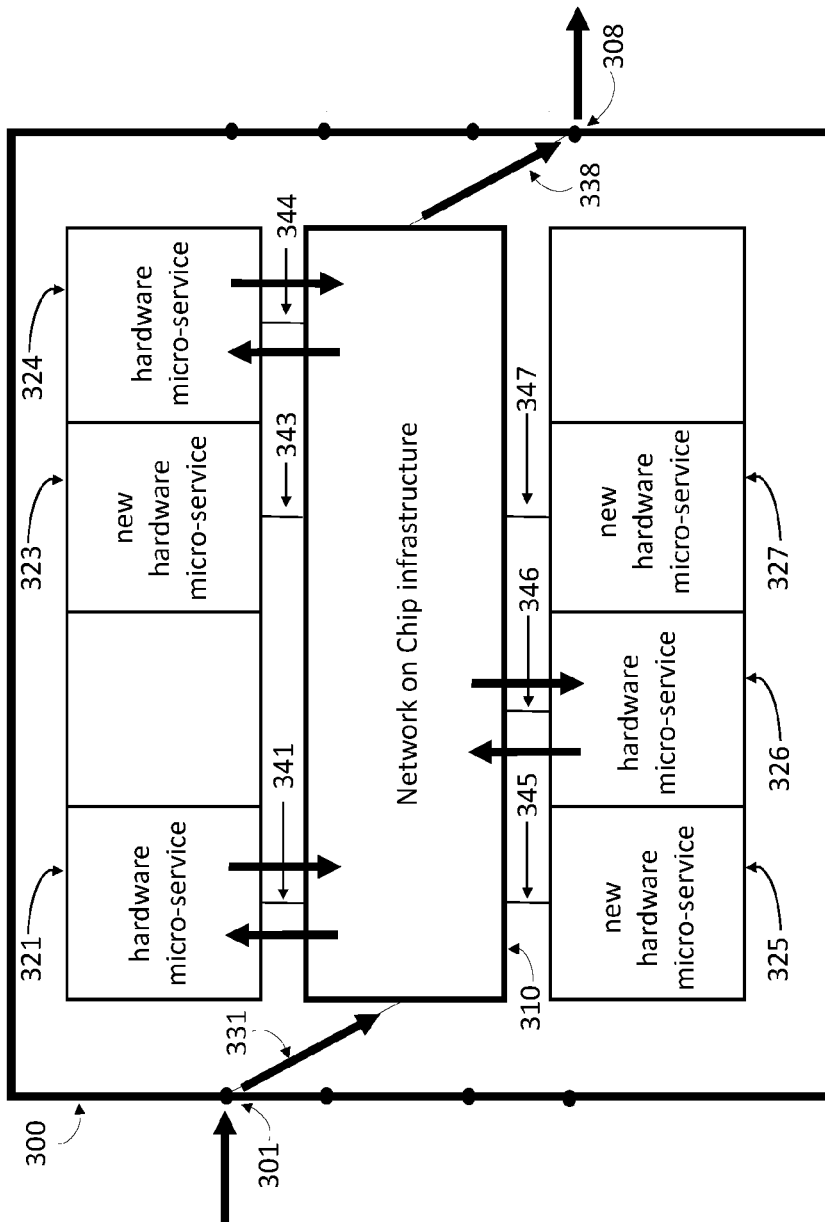 300
321
323
324
hardware
micro-service
new
hardware
micro-service
hardware
micro-service
301
331
341
343
344
Network on Chip infrastructure
310
345
346
347
338
308
new
hardware
micro-service
hardware
micro-service
new
hardware
micro-service
325
326
327